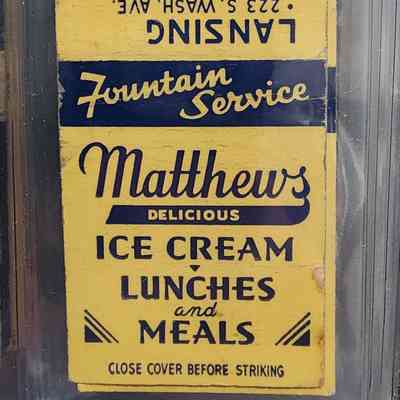 • 223 S. WASH. AVE.
LANSING
Fountain
Service
Matthews
DELICIOUS
ICE CREAM
LUNCHES
and
MEALS
CLOSE COVER BEFORE STRIKING